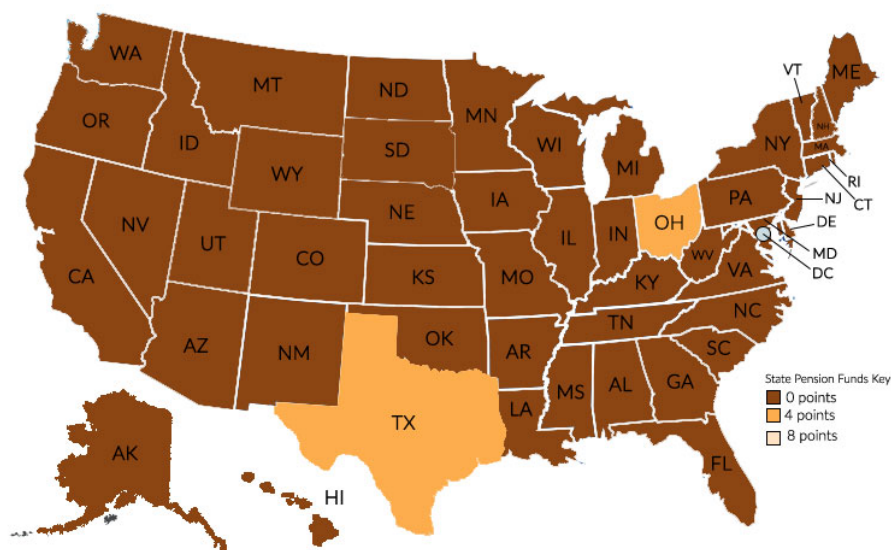 WA
MT
ND
MN
VT
ME
OR
ID
SD
WI
MI
NY
NH
MA
WY
RI
CT
IA
PA
NJ
NE
NV
UT
CO
IL
IN
OH
DE
MD
DC
WV
VA
CA
KS
MO
KY
NC
TN
AZ
NM
OK
AR
SC
MS
AL
GA
LA
State Pension Funds Key
0 points
4 points
8 points
TX
AK
FL
HI